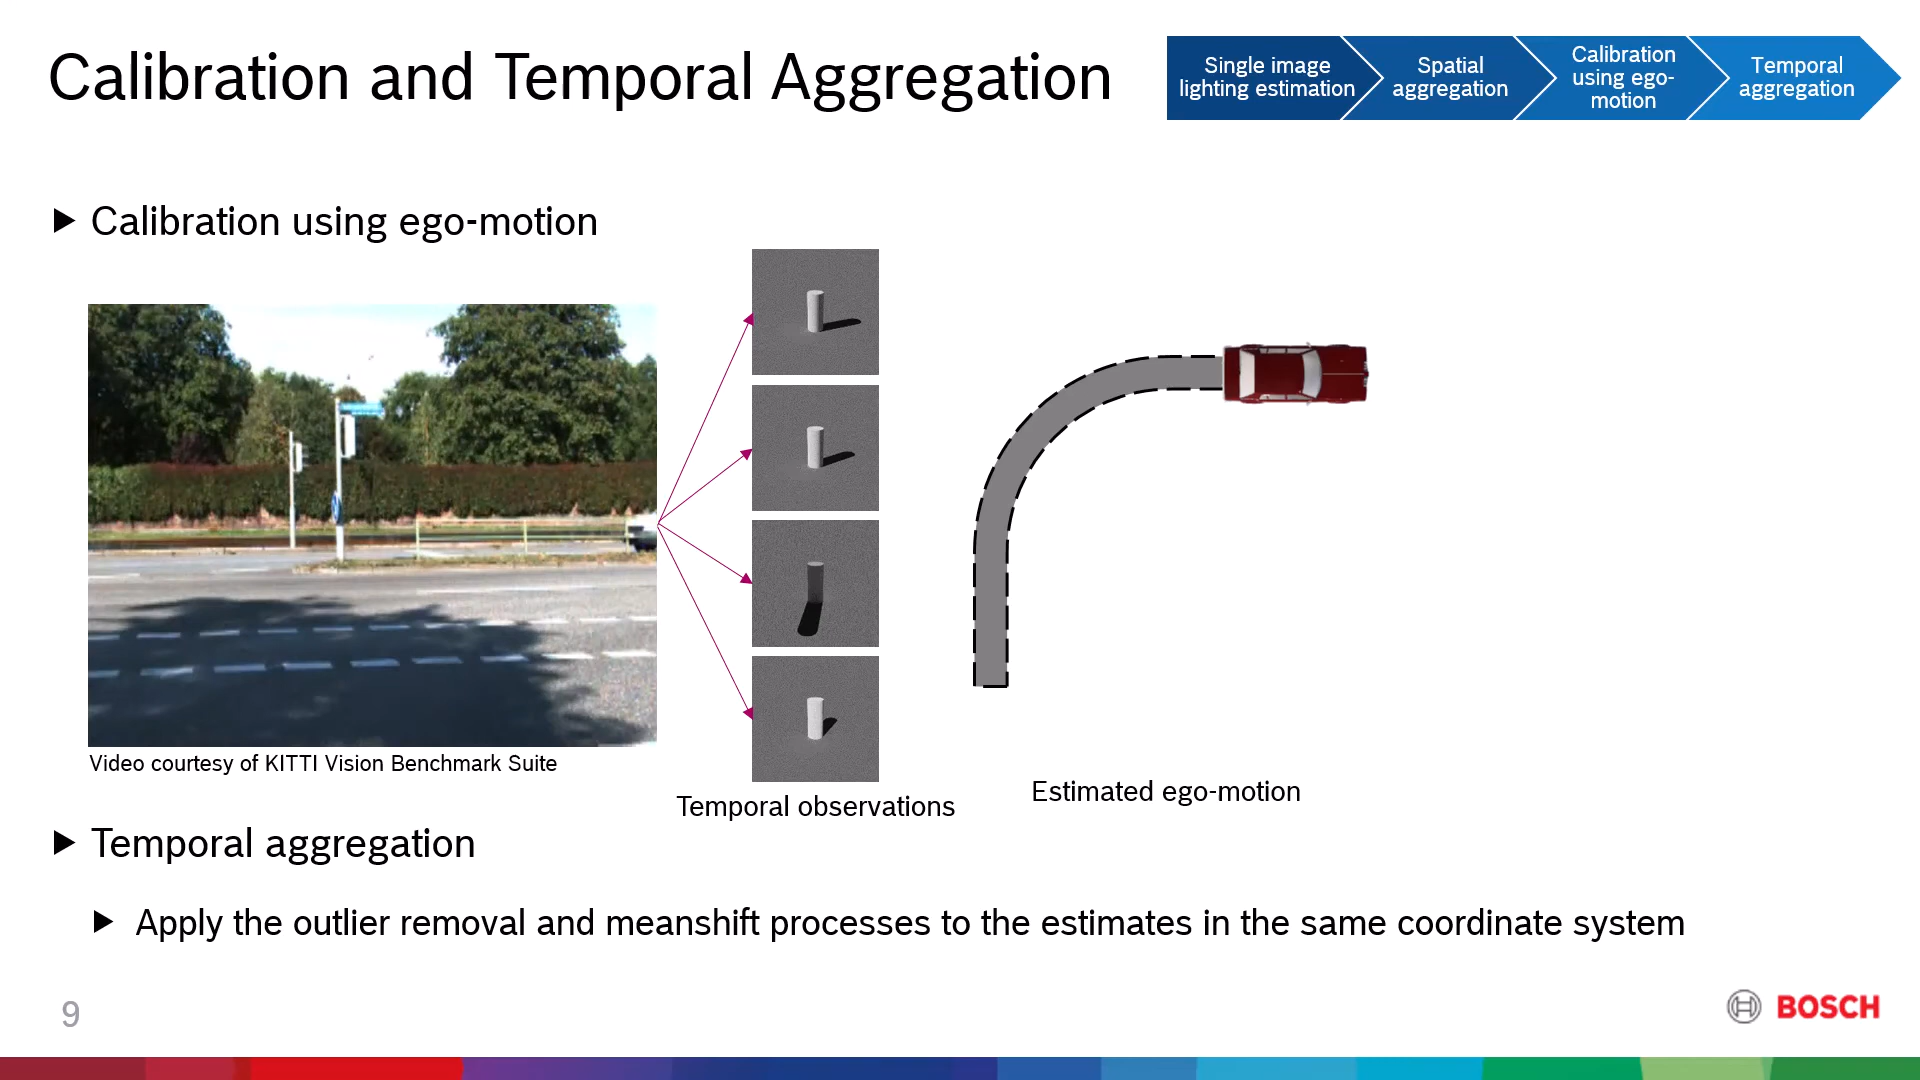 Calibration and Temporal Aggregation
Single image
lighting estimation
Spatial
aggregation
Calibration
using ego-
motion
Temporal
aggregation
Calibration using ego-motion
Video courtesy of KITTI Vision Benchmark Suite
Temporal observations
Estimated ego-motion
Temporal aggregation
Apply the outlier removal and meanshift processes to the estimates in the same coordinate system
9
BOSCH